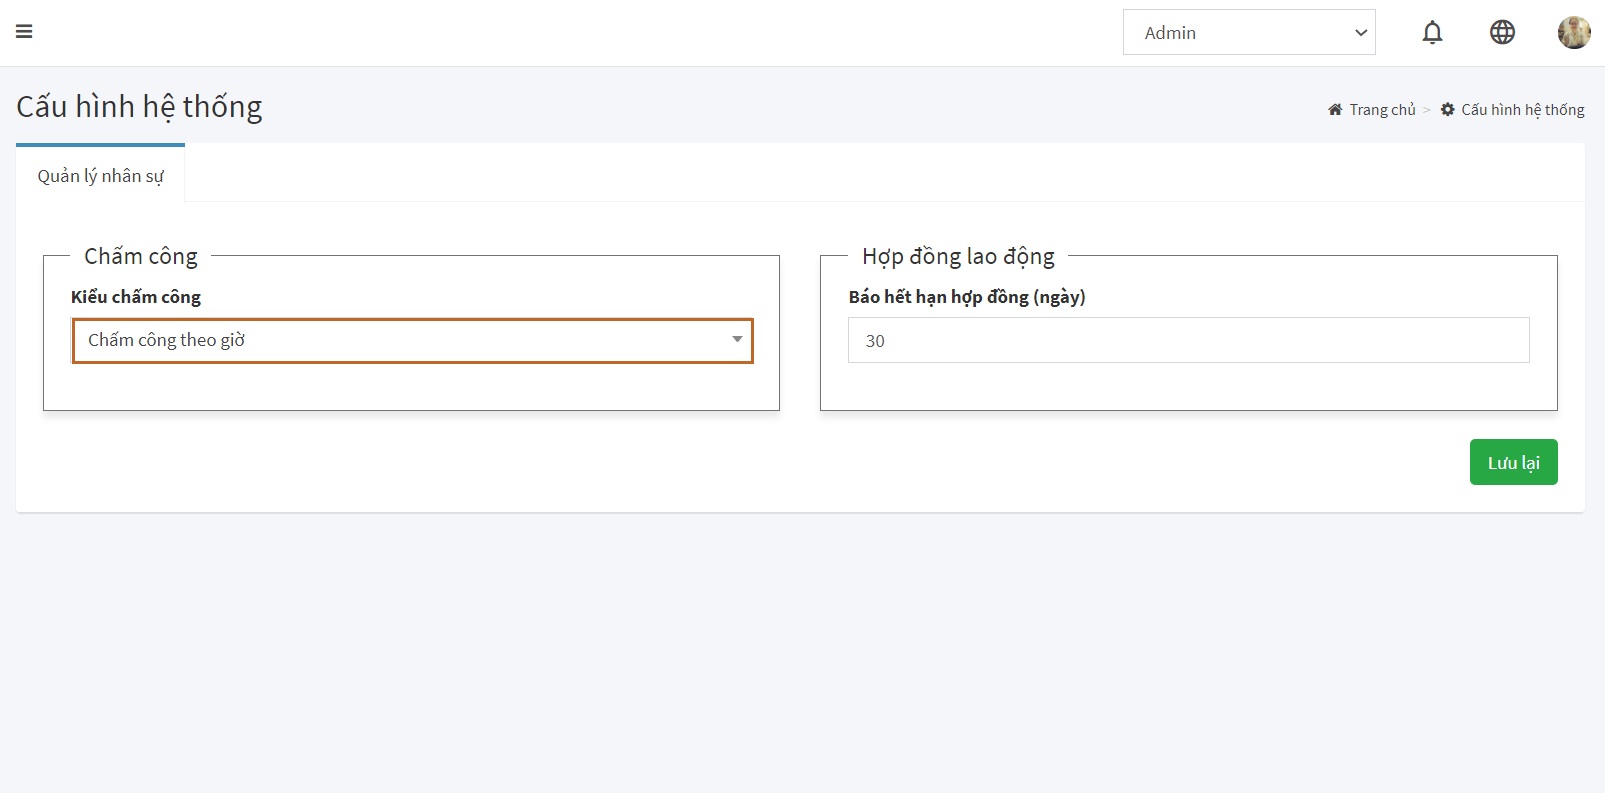 Admin
Cấu hình hệ thống
Trang chủ > Cấu hình hệ thống
Quản lý nhân sự
Chấm công
Kiểu chấm công
Chấm công theo giờ
Hợp đồng lao động
Báo hết hạn hợp đồng (ngày)
30
Lưu lại